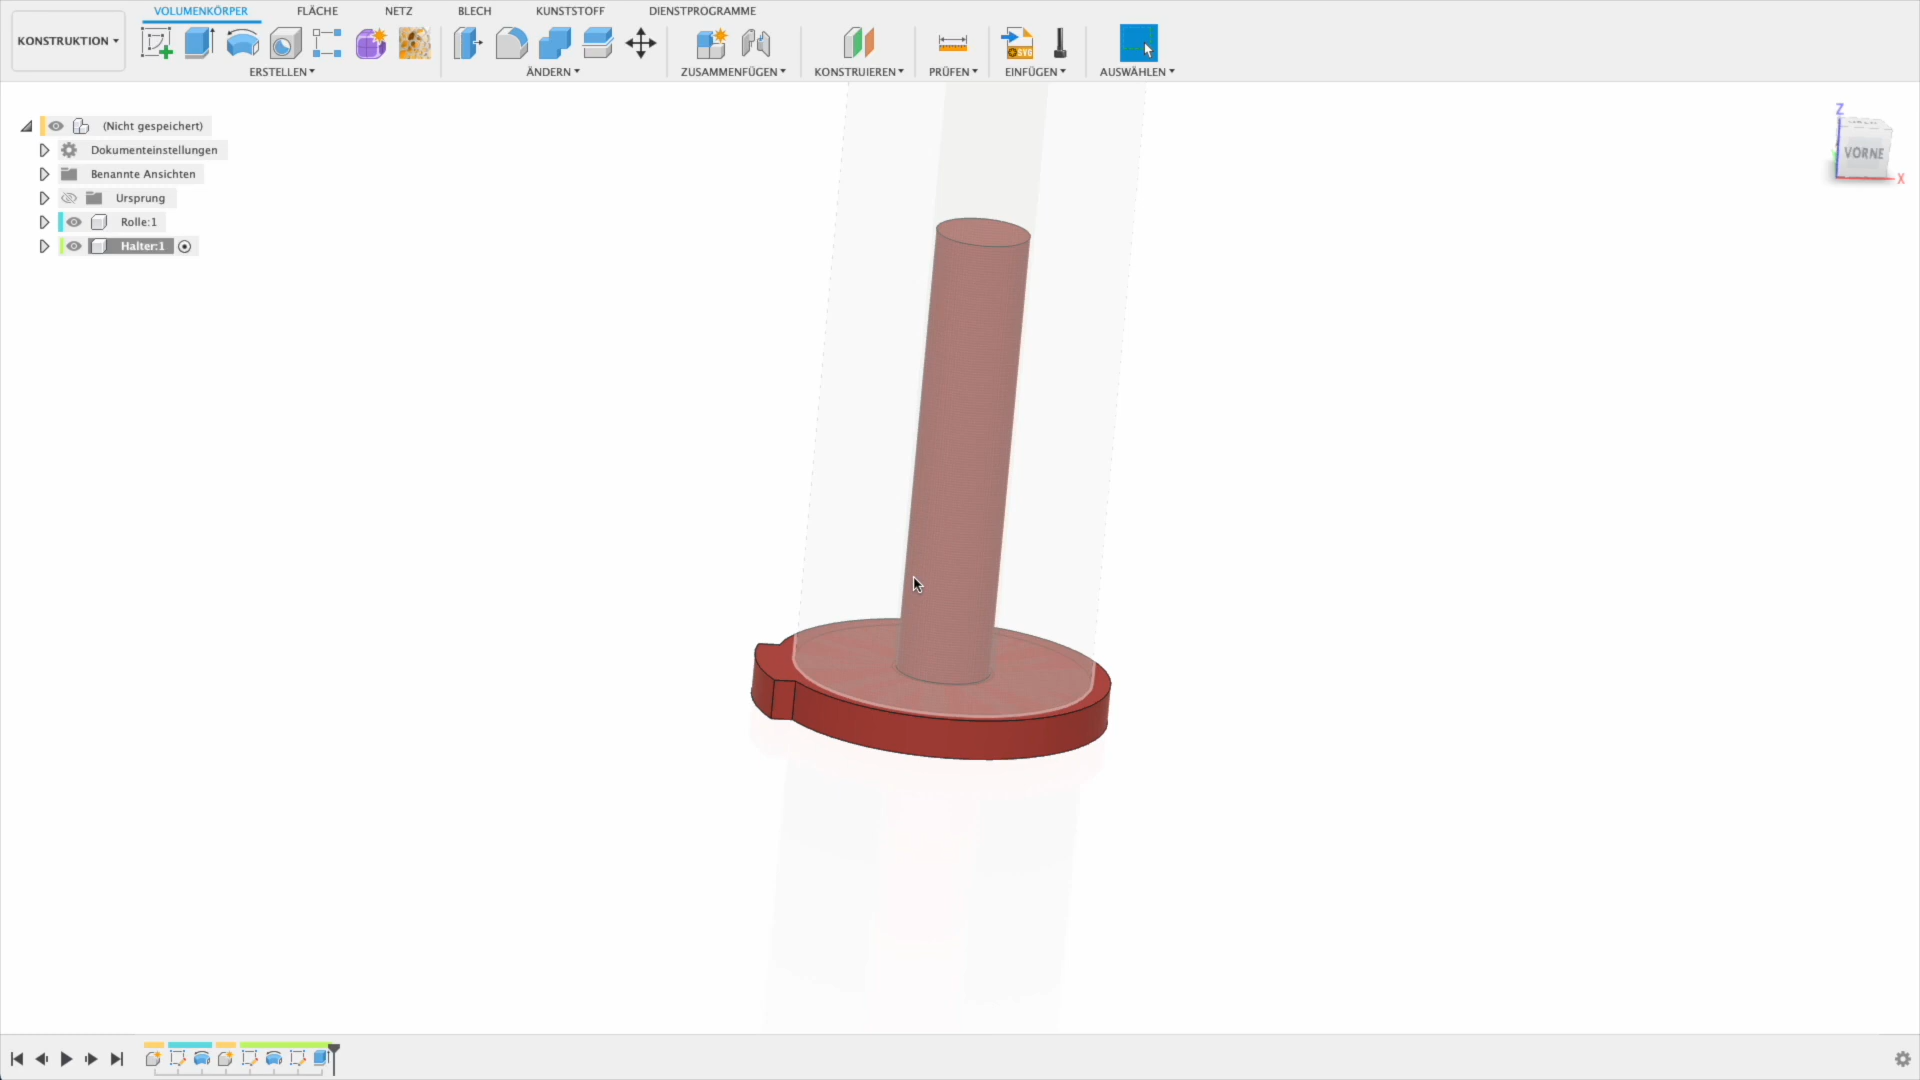 VOLUMENKÖRPER FLÄCHE NETZ BLECH KUNSTSTOFF DIENSTPROGRAMME
KONSTRUKTION
ERSTELLEN ÄNDERN ZUSAMMENFÜGEN KONSTRUIEREN PRÜFEN EINFÜGEN AUSWÄHLEN
SVG
(Nicht gespeichert)
Dokumenteinstellungen
Benannte Ansichten
Ursprung
Rolle:1
Halter:1
Z
VORNE
X